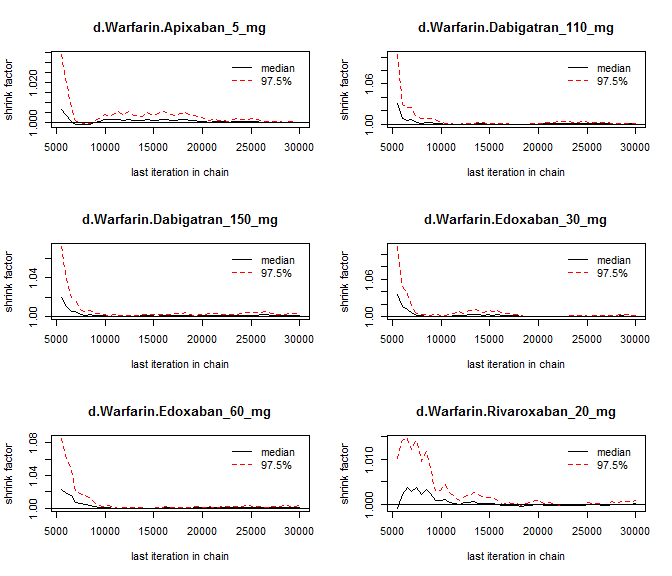 d.Warfarin.Apixaban_5_mg
shrink factor
1.000 1.020
median
97.5%
5000 10000 15000 20000 25000 30000
last iteration in chain
d.Warfarin.Dabigatran_110_mg
shrink factor
1.00 1.06
median
97.5%
5000 10000 15000 20000 25000 30000
last iteration in chain
d.Warfarin.Dabigatran_150_mg
shrink factor
1.00 1.04
median
97.5%
5000 10000 15000 20000 25000 30000
last iteration in chain
d.Warfarin.Edoxaban_30_mg
shrink factor
1.00 1.06
median
97.5%
5000 10000 15000 20000 25000 30000
last iteration in chain
d.Warfarin.Edoxaban_60_mg
shrink factor
1.00 1.04 1.08
median
97.5%
5000 10000 15000 20000 25000 30000
last iteration in chain
d.Warfarin.Rivaroxaban_20_mg
shrink factor
1.000 1.010
median
97.5%
5000 10000 15000 20000 25000 30000
last iteration in chain